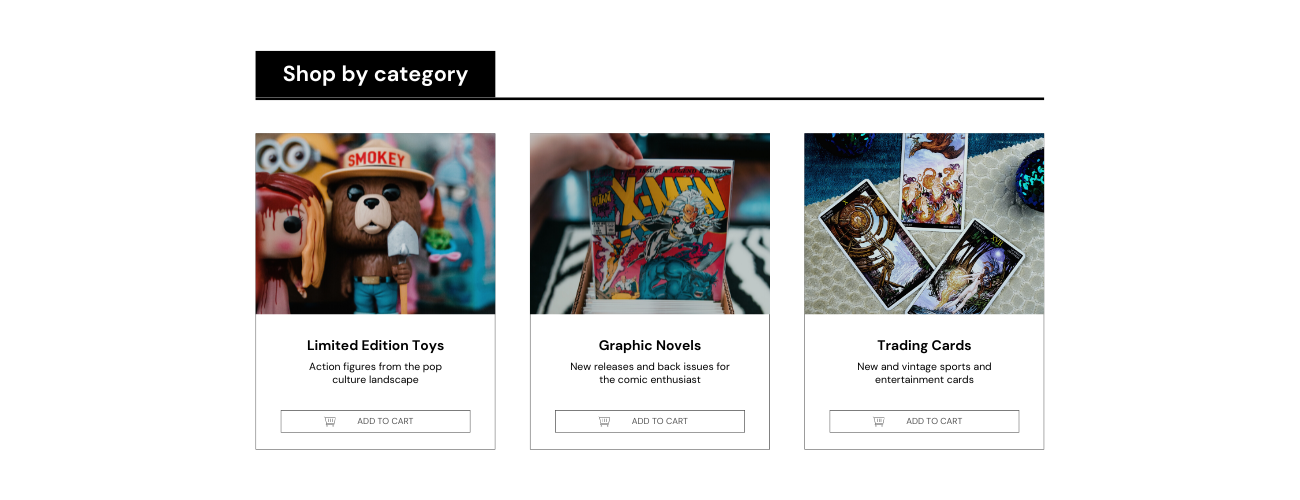 Shop by category
SMOKEY
X-MEN
Limited Edition Toys
Graphic Novels
Trading Cards
Action figures from the pop
culture landscape
New releases and back issues for
the comic enthusiast
New and vintage sports and
entertainment cards
ADD TO CART
ADD TO CART
ADD TO CART